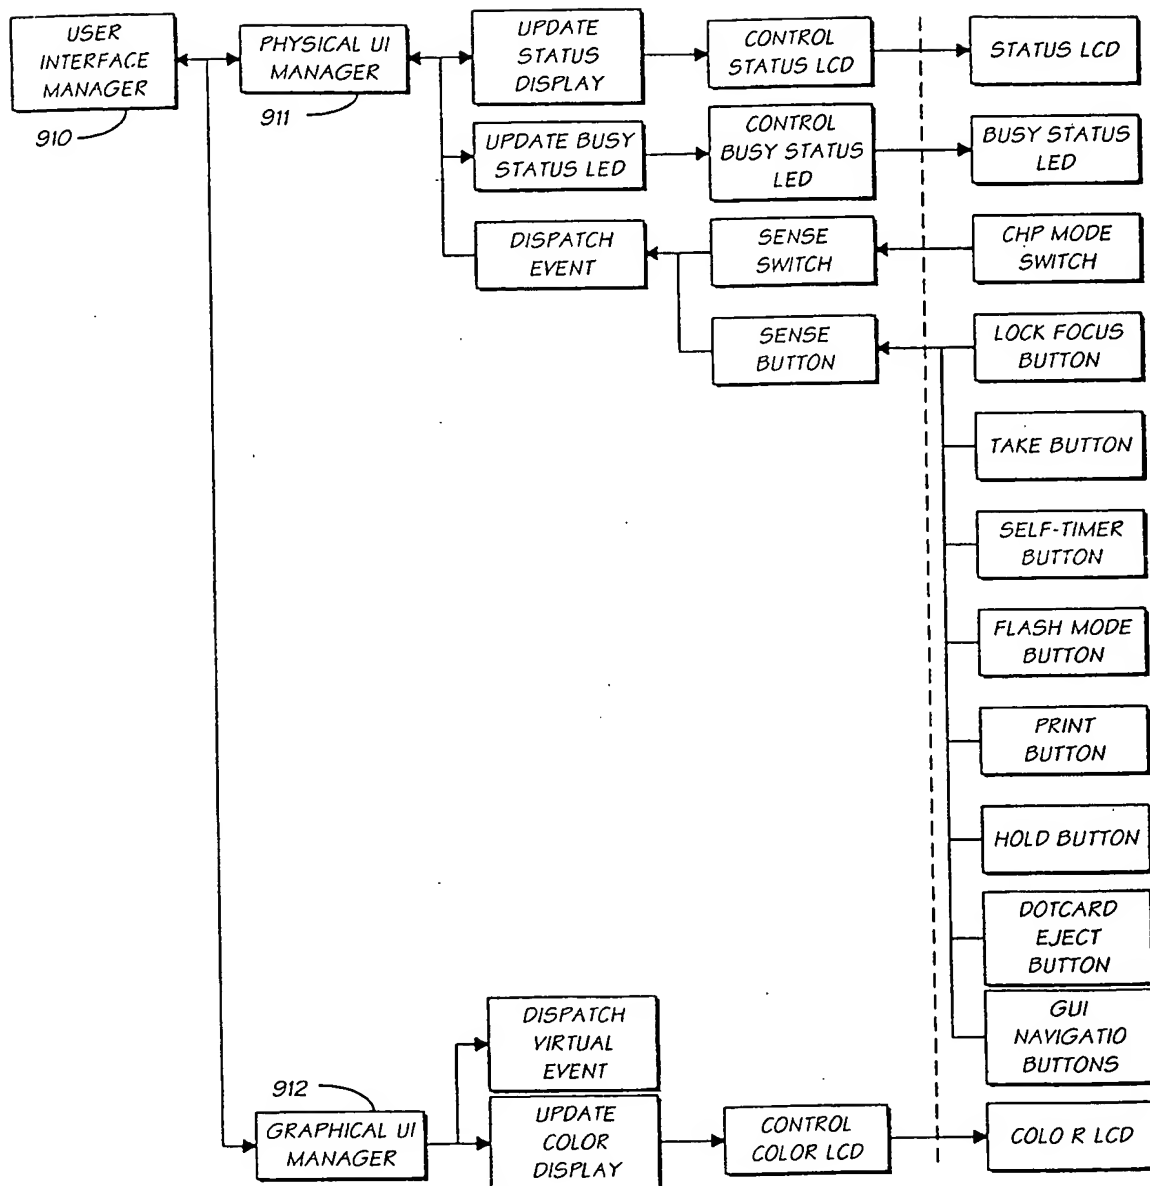 USER
INTERFACE
MANAGER
910
PHYSICAL UI
MANAGER
911
UPDATE
STATUS
DISPLAY
CONTROL
STATUS LCD
STATUS LCD
UPDATE BUSY
STATUS LED
CONTROL
BUSY STATUS
LED
BUSY STATUS
LED
DISPATCH
EVENT
SENSE
SWITCH
CHP MODE
SWITCH
SENSE
BUTTON
LOCK FOCUS
BUTTON
TAKE BUTTON
SELF-TIMER
BUTTON
FLASH MODE
BUTTON
PRINT
BUTTON
HOLD BUTTON
DOTCARD
EJECT
BUTTON
GUI
NAVIGATIO
BUTTONS
DISPATCH
VIRTUAL
EVENT
912
GRAPHICAL UI
MANAGER
UPDATE
COLOR
DISPLAY
CONTROL
COLOR LCD
COLO R LCD